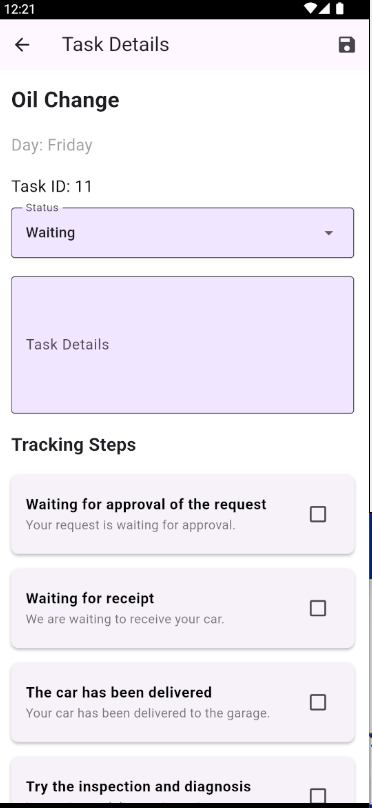 12:21
Task Details
Oil Change
Day: Friday
Task ID: 11
Status
Waiting
Task Details
Tracking Steps
Waiting for approval of the request
Your request is waiting for approval.
Waiting for receipt
We are waiting to receive your car.
The car has been delivered
Your car has been delivered to the garage.
Try the inspection and diagnosis